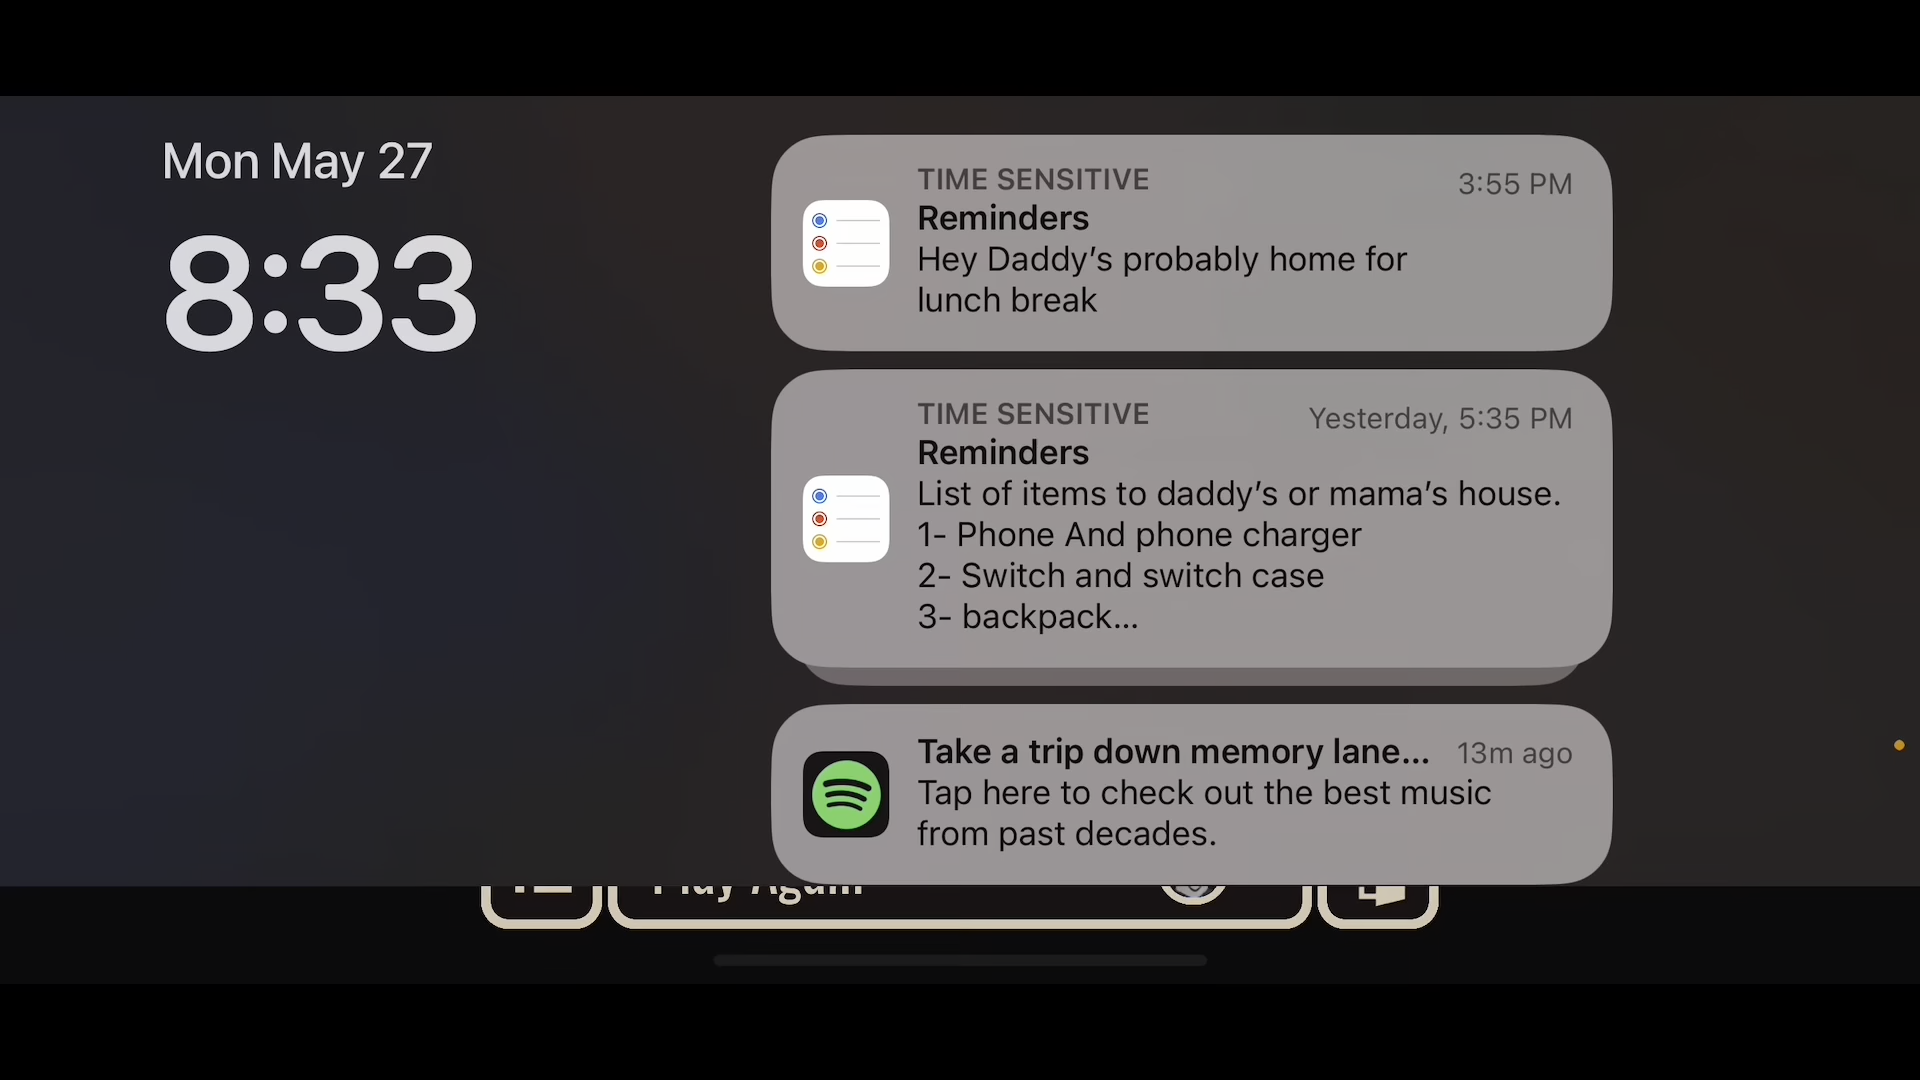 Mon May 27
8:33
TIME SENSITIVE
3:55 PM
Reminders
Hey Daddy's probably home for
lunch break
TIME SENSITIVE
Yesterday, 5:35 PM
Reminders
List of items to daddy's or mama's house.
1- Phone And phone charger
2- Switch and switch case
3- backpack...
Take a trip down memory lane...
13m ago
Tap here to check out the best music
from past decades.
Play Again